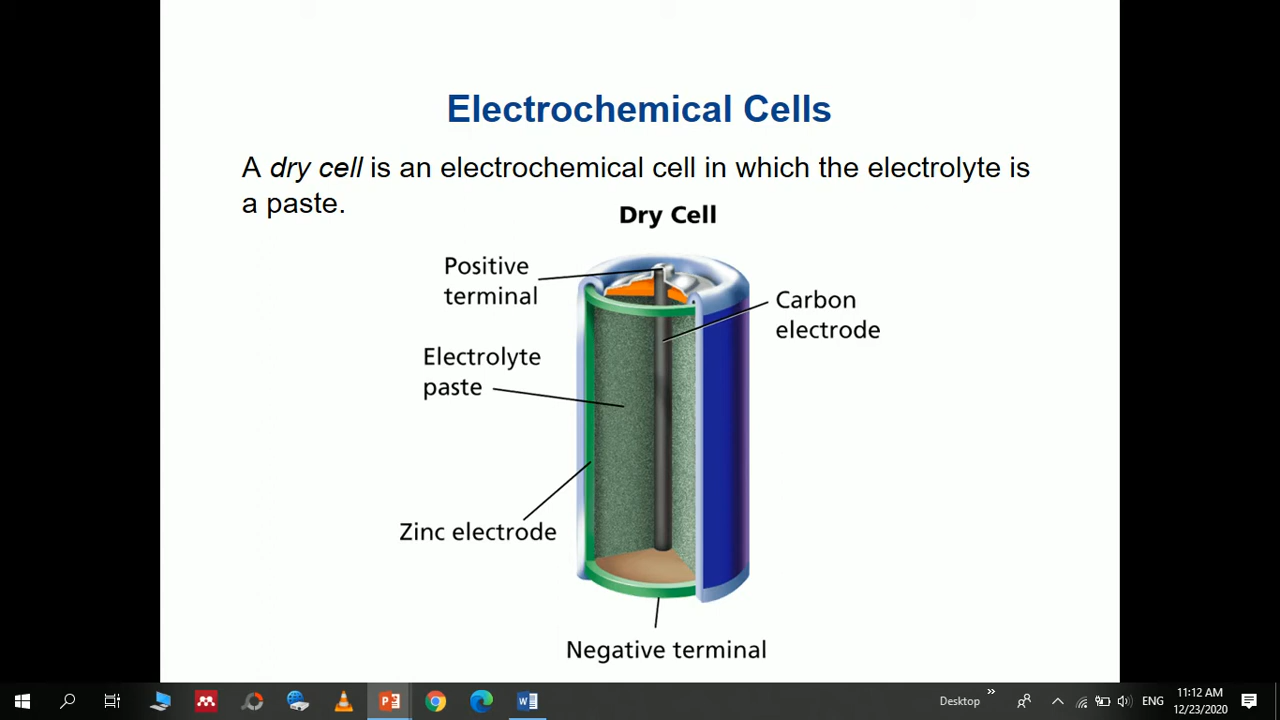 Electrochemical Cells
A dry cell is an electrochemical cell in which the electrolyte is
a paste.
Dry Cell
Positive
terminal
Carbon
electrode
Electrolyte
paste
Zinc electrode
Negative terminal
Desktop
ENG
11:12 AM
12/23/2020